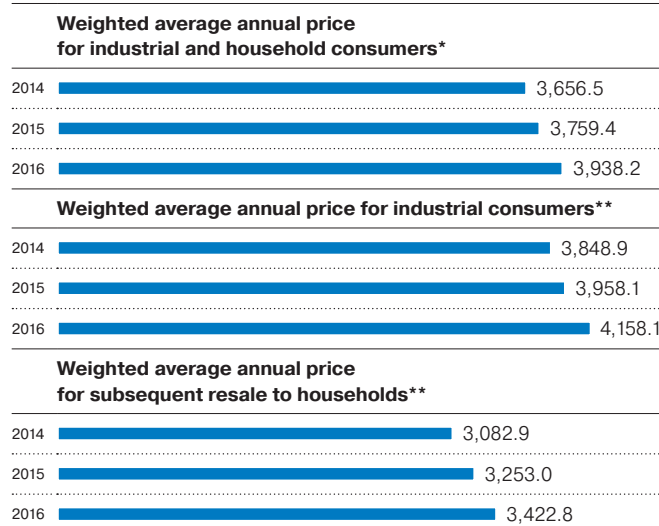 Weighted average annual price
for industrial and household consumers*
2014 3,656.5
2015 3,759.4
2016 3,938.2
Weighted average annual price for industrial consumers**
2014 3,848.9
2015 3,958.1
2016 4,158.1
Weighted average annual price
for subsequent resale to households**
2014 3,082.9
2015 3,253.0
2016 3,422.8